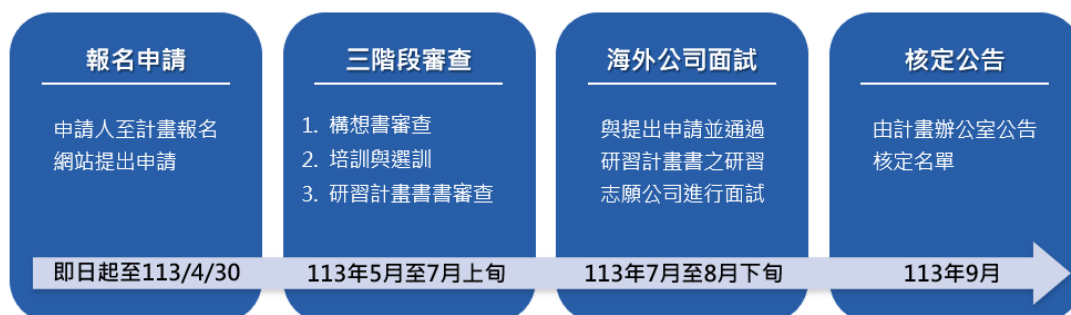 報名申請
申請人至計畫報名
網站提出申請
即日起至113/4/30
三階段審查
1. 構想書審查
2. 培訓與選訓
3. 研習計畫書書審查
113年5月至7月上旬
海外公司面試
與提出申請並通過
研習計畫書之研習
志願公司進行面試
113年7月至8月下旬
核定公告
由計畫辦公室公告
核定名單
113年9月